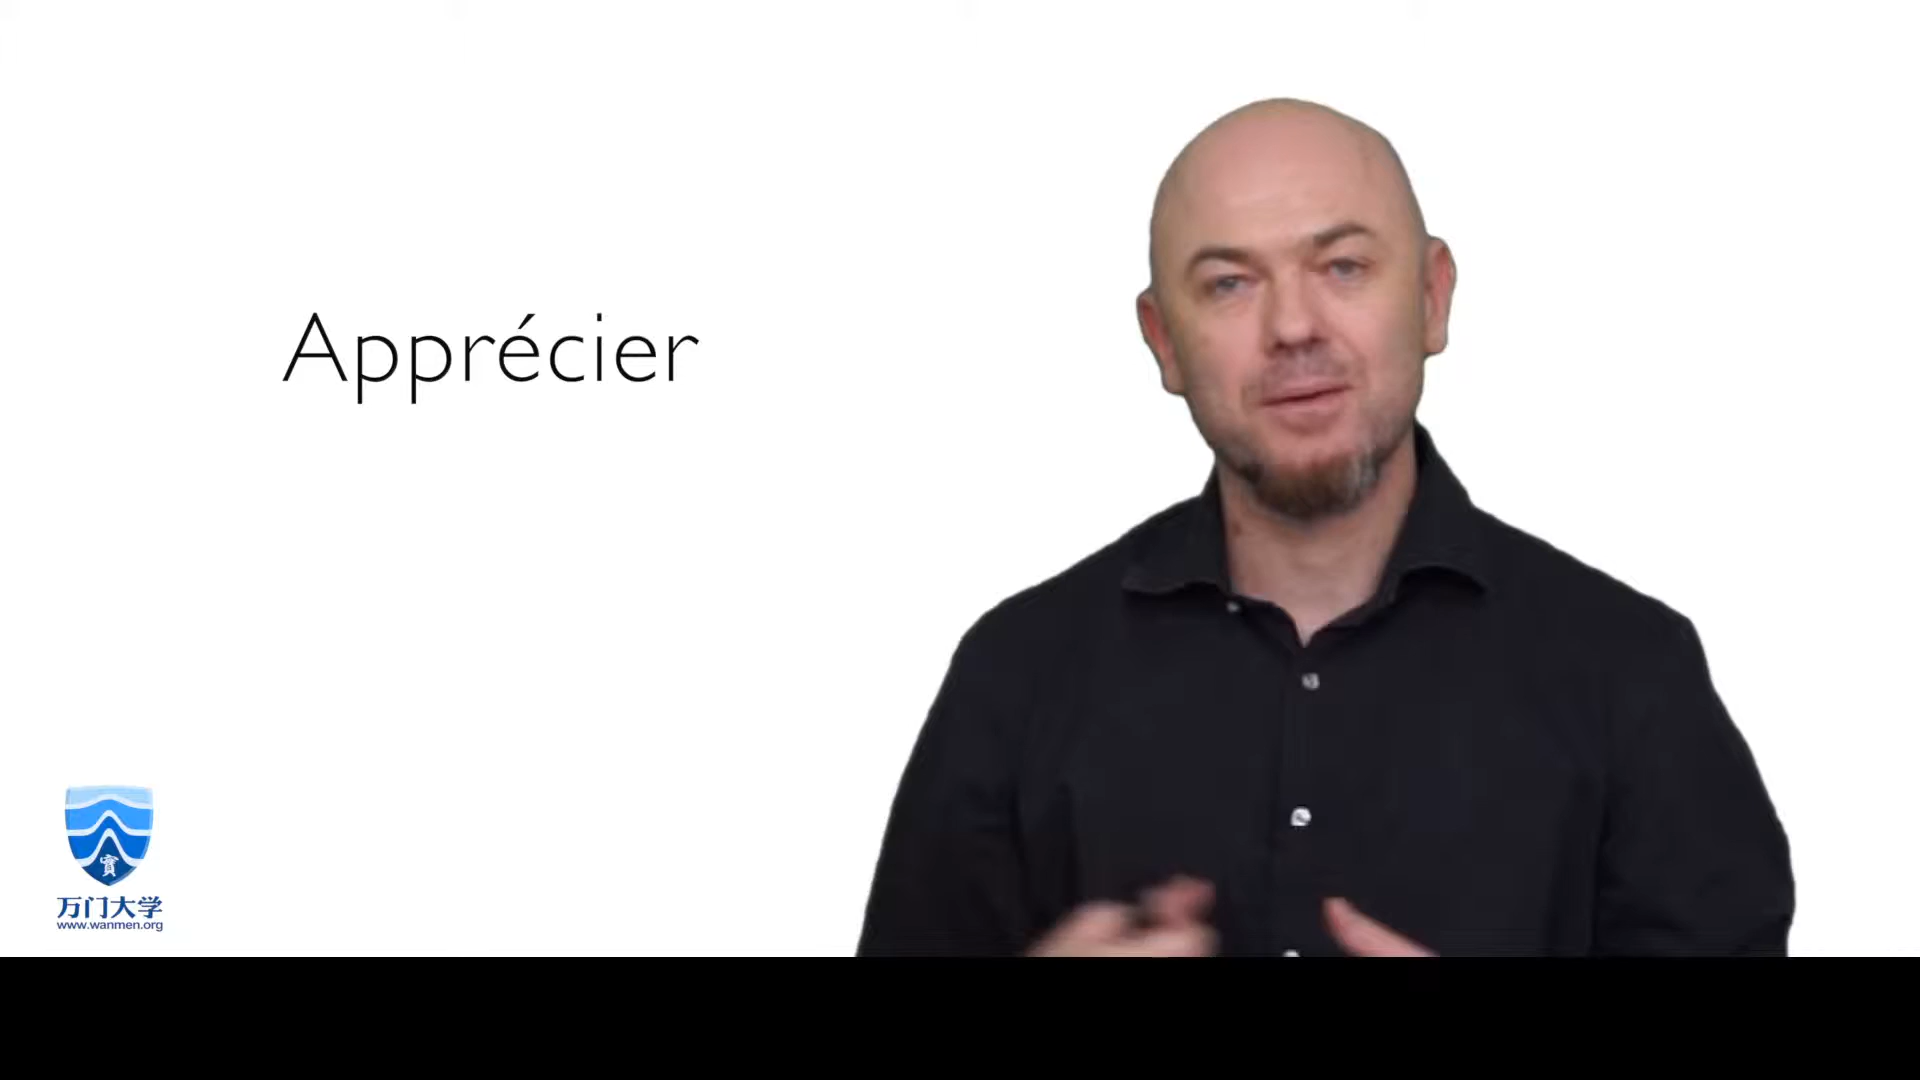 Apprécier
實
万门大学
www.wanmen.org